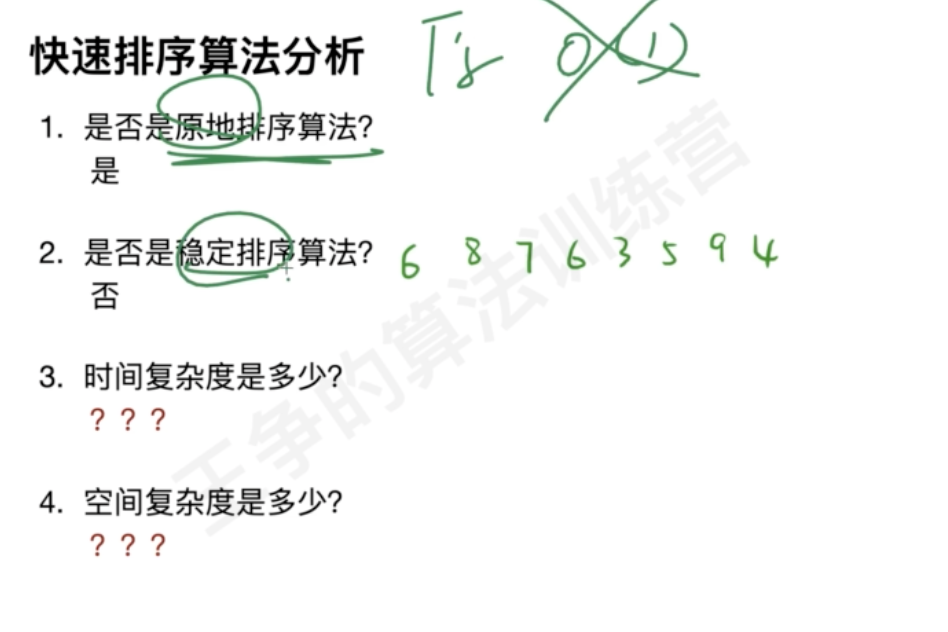 快速排序算法分析
O(1)
1. 是否是原地排序算法?
是
2. 是否是稳定排序算法? 6 8 7 6 3 5 9 4
否
3. 时间复杂度是多少?
? ? ?
4. 空间复杂度是多少?
? ? ?
王争的算法训练营